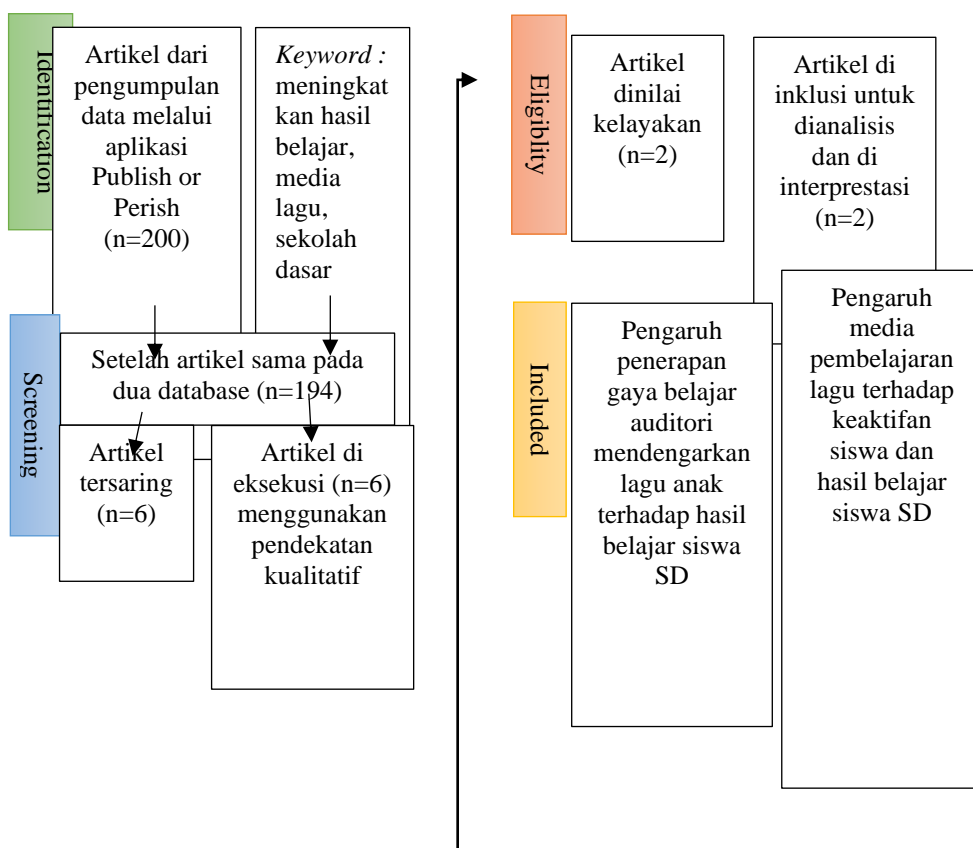 Identification
Artikel dari
pengumpulan
data melalui
aplikasi
Publish or
Perish
(n=200)
Keyword :
meningkat
kan hasil
belajar,
media
lagu,
sekolah
dasar
Screening
Setelah artikel sama pada
dua database (n=194)
Artikel
tersaring
(n=6)
Artikel di
eksekusi (n=6)
menggunakan
pendekatan
kualitatif
Eligiblity
Artikel
dinilai
kelayakan
(n=2)
Artikel di
inklusi untuk
dianalisis
dan di
interprestasi
(n=2)
Included
Pengaruh
penerapan
gaya belajar
auditori
mendengarkan
lagu anak
terhadap hasil
belajar siswa
SD
Pengaruh
media
pembelajaran
lagu terhadap
keaktifan
siswa dan
hasil belajar
siswa SD